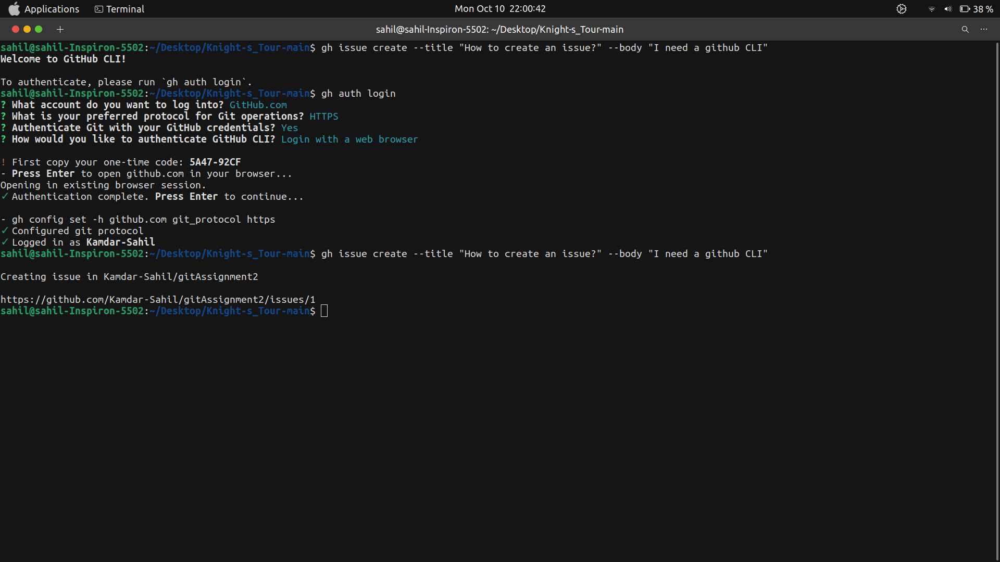 Applications Terminal Mon Oct 10 22:00:42 38 %
sahil@sahil-Inspiron-5502: ~/Desktop/Knight-s_Tour-main
sahil@sahil-Inspiron-5502:~/Desktop/Knight-s_Tour-main$ gh issue create --title "How to create an issue?" --body "I need a github CLI"
Welcome to GitHub CLI!
To authenticate, please run `gh auth login`.
sahil@sahil-Inspiron-5502:~/Desktop/Knight-s_Tour-main$ gh auth login
? What account do you want to log into? GitHub.com
? What is your preferred protocol for Git operations? HTTPS
? Authenticate Git with your GitHub credentials? Yes
? How would you like to authenticate GitHub CLI? Login with a web browser
! First copy your one-time code: 5A47-92CF
- Press Enter to open github.com in your browser...
Opening in existing browser session.
✓ Authentication complete. Press Enter to continue...
- gh config set -h github.com git_protocol https
✓ Configured git protocol
✓ Logged in as Kamdar-Sahil
sahil@sahil-Inspiron-5502:~/Desktop/Knight-s_Tour-main$ gh issue create --title "How to create an issue?" --body "I need a github CLI"
Creating issue in Kamdar-Sahil/gitAssignment2
https://github.com/Kamdar-Sahil/gitAssignment2/issues/1
sahil@sahil-Inspiron-5502:~/Desktop/Knight-s_Tour-main$